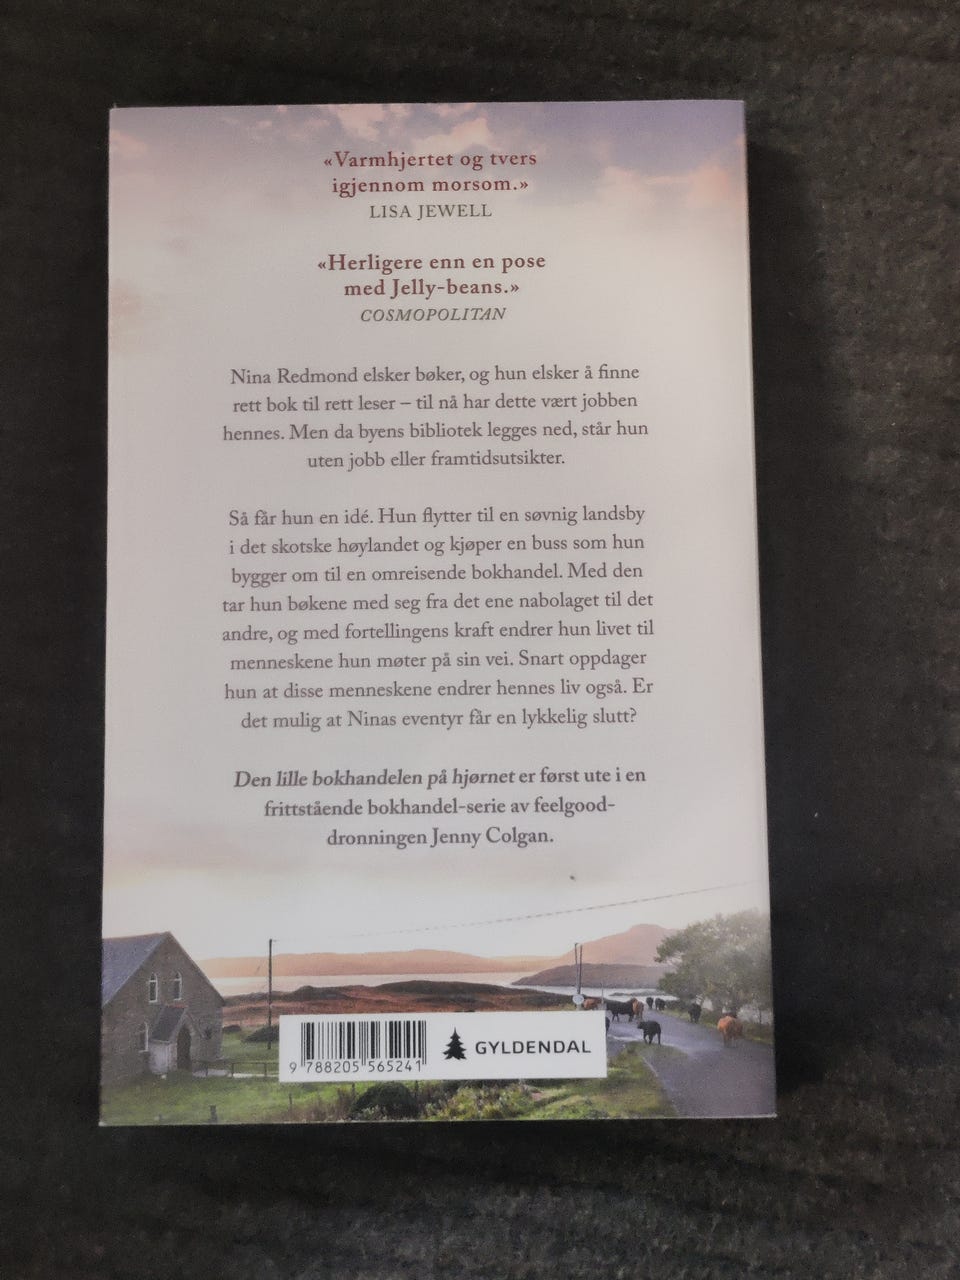 «Varmhjertet og tvers
igjennom morsom.»
LISA JEWELL
«Herligere enn en pose
med Jelly-beans.»
COSMOPOLITAN
Nina Redmond elsker bøker, og hun elsker å finne
rett bok til rett leser – til nå har dette vært jobben
hennes. Men da byens bibliotek legges ned, står hun
uten jobb eller framtidsutsikter.
Så får hun en idé. Hun flytter til en søvnig landsby
i det skotske høylandet og kjøper en buss som hun
bygger om til en omreisende bokhandel. Med den
tar hun bøkene med seg fra det ene nabolaget til det
andre, og med fortellingens kraft endrer hun livet til
menneskene hun møter på sin vei. Snart oppdager
hun at disse menneskene endrer hennes liv også. Er
det mulig at Ninas eventyr får en lykkelig slutt?
Den lille bokhandelen på hjørnet er først ute i en
frittstående bokhandel-serie av feelgood-
dronningen Jenny Colgan.
9 788205 565241
GYLDENDAL